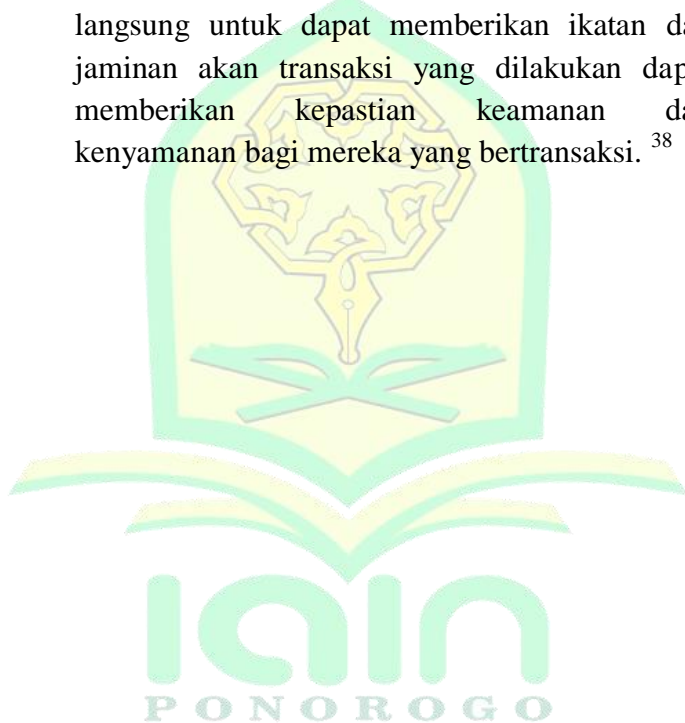 langsung untuk dapat memberikan ikatan da
jaminan akan transaksi yang dilakukan dap
memberikan kepastian keamanan da
kenyamanan bagi mereka yang bertransaksi. 38
iain
PONOROGO